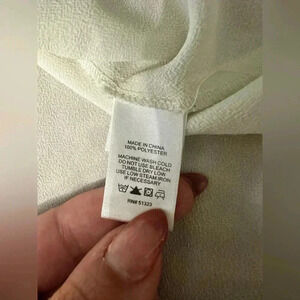 MADE IN CHINA
100% POLYESTER
MACHINE WASH COLD
DO NOT USE BLEACH
TUMBLE DRY LOW
USE LOW STEAM IRON
IF NECESSARY
RN# 51323